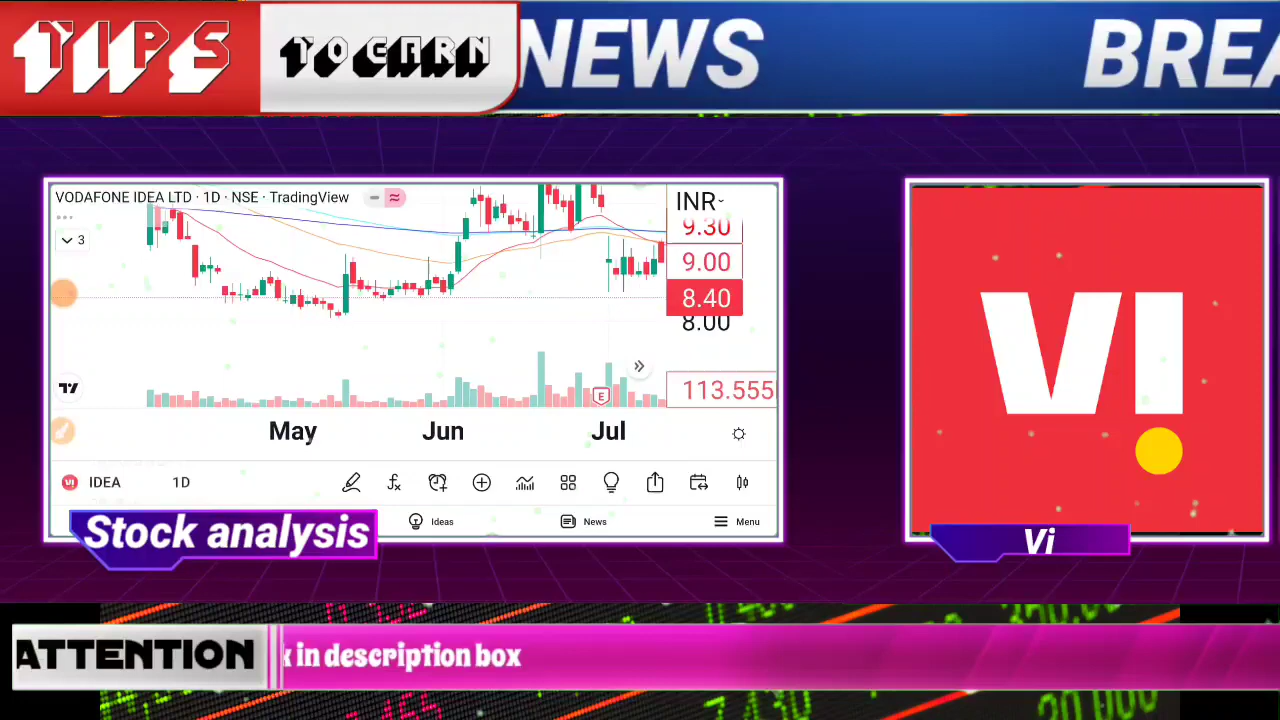 TIPS
TO EARN
NEWS
BREA
VODAFONE IDEA LTD · 1D · NSE · TradingView
INR
9.30
3
9.00
8.40
8.00
E
113.555
May
Jun
Jul
IDEA
1D
Ideas
News
Menu
Stock analysis
VI
Vi
ATTENTION
k in description box